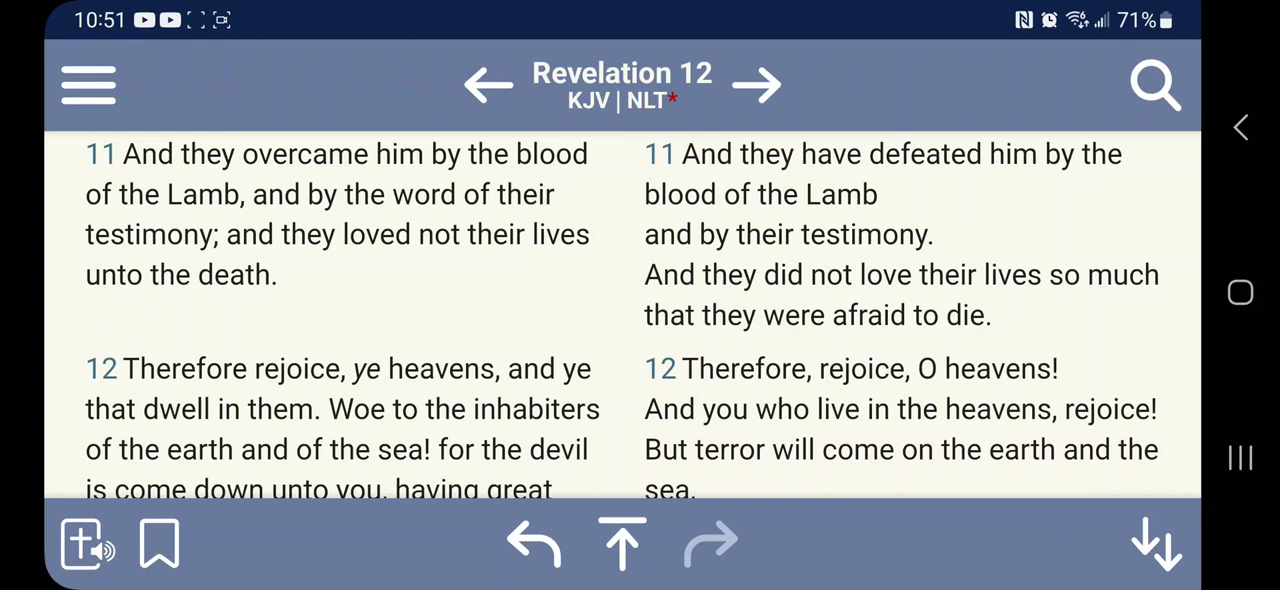 10:51
71%
Revelation 12
KJV | NLT*
11 And they overcame him by the blood
of the Lamb, and by the word of their
testimony; and they loved not their lives
unto the death.
12 Therefore rejoice, ye heavens, and ye
that dwell in them. Woe to the inhabiters
of the earth and of the sea! for the devil
is come down unto you, having great
11 And they have defeated him by the
blood of the Lamb
and by their testimony.
And they did not love their lives so much
that they were afraid to die.
12 Therefore, rejoice, O heavens!
And you who live in the heavens, rejoice!
But terror will come on the earth and the
sea,